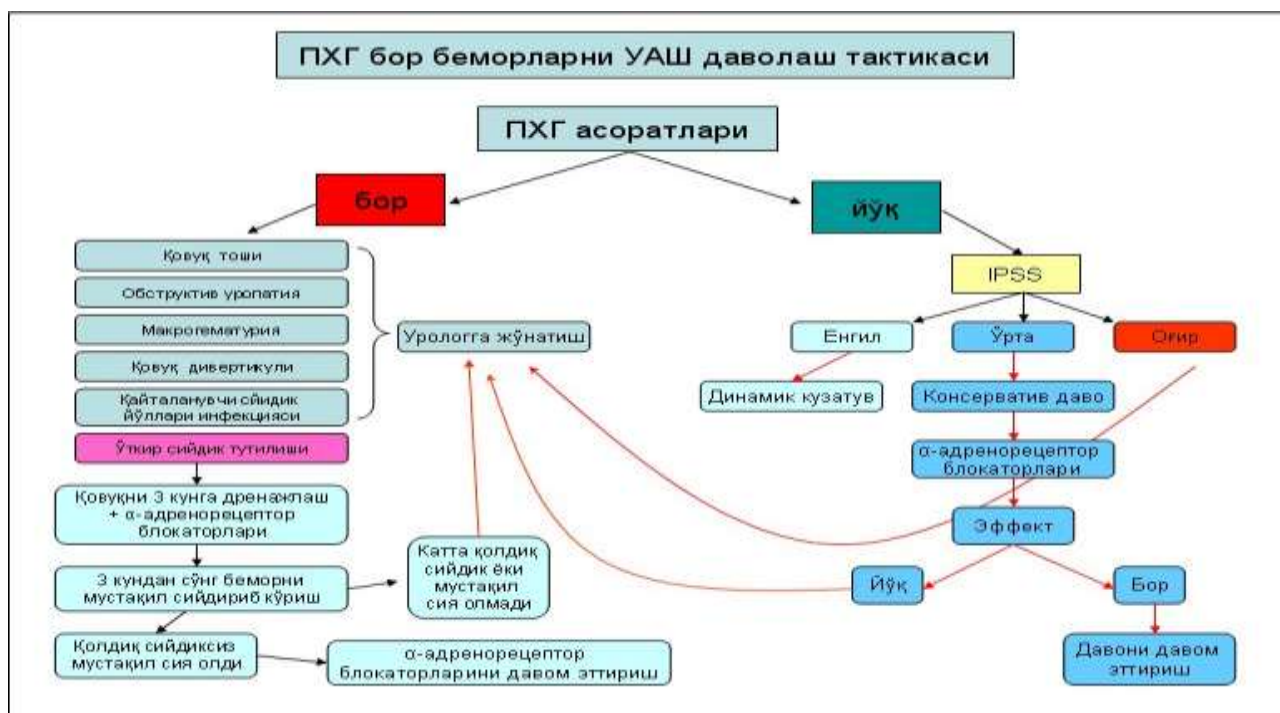 ПХГ бор беморларни УАШ даволаш тактикаси
ПХГ асоратлари
бор
йўқ
Қовуқ тоши
Обструктив уропатия
Макрогематурия
Қовуқ дивертикули
Қайталанувчи сийдик
йўллари инфекцияси
Ўткир сийдик тутилиши
Қовуқни 3 кунга дренажлаш
+ α-адренорецептор
блокаторлари
3 кундан сўнг беморни
мустақил сийдириб кўриш
Қолдиқ сийдиксиз
мустақил сия олди
α-адренорецептор
блокаторларини давом эттириш
Катта қолдиқ
сийдик ёки
мустақил
сия олмади
Урологга жўнатиш
IPSS
Енгил
Ўрта
Оғир
Динамик кузатув
Консерватив даво
α-адренорецептор
блокаторлари
Эффект
Йўқ
Бор
Давони давом
эттириш